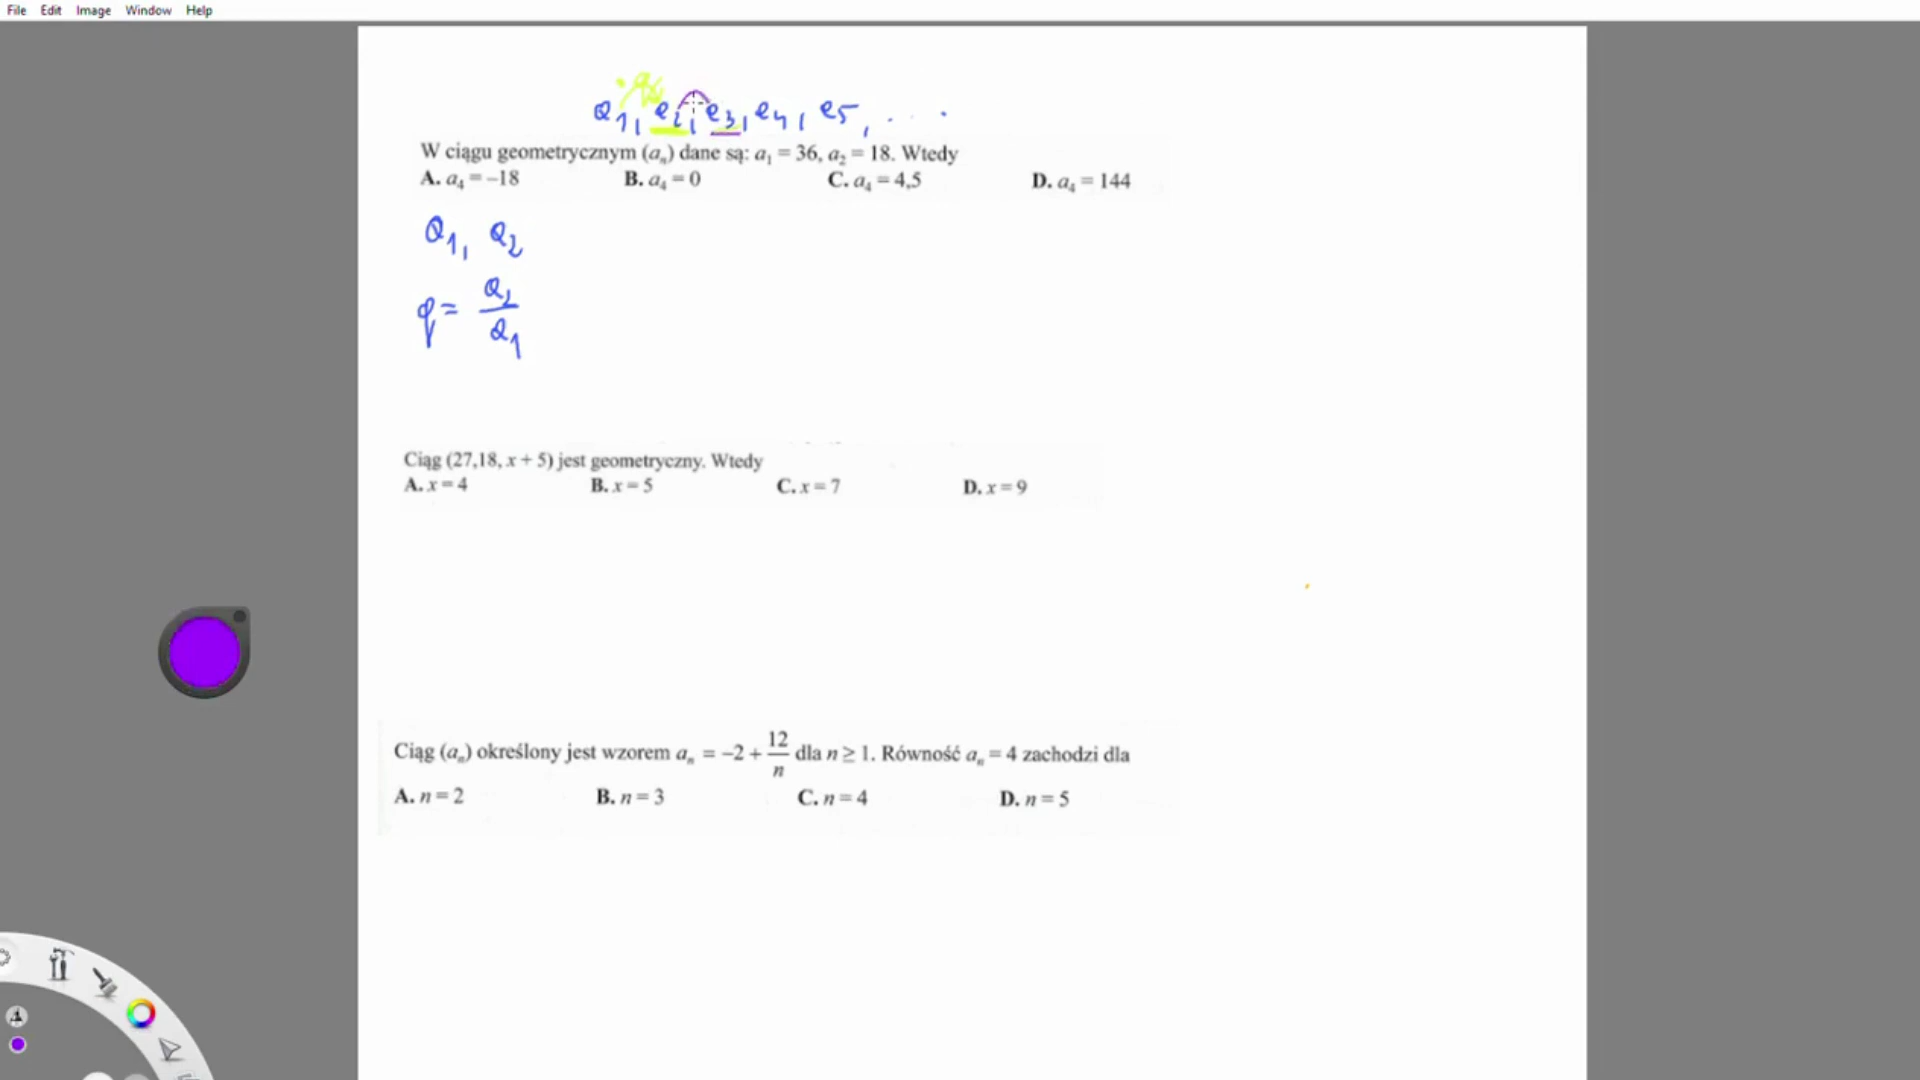 File Edit Image Window Help
a1, a2, a3, a4, a5, . . .
W ciągu geometrycznym (aₙ) dane są: a₁ = 36, a₂ = 18. Wtedy
A. a₄ = –18 B. a₄ = 0 C. a₄ = 4,5 D. a₄ = 144
a1, a2
q = a2/a1
Ciąg (27,18, x + 5) jest geometryczny. Wtedy
A. x = 4 B. x = 5 C. x = 7 D. x = 9
Ciąg (aₙ) określony jest wzorem aₙ = –2 + 12/n dla n ≥ 1. Równość aₙ = 4 zachodzi dla
A. n = 2 B. n = 3 C. n = 4 D. n = 5